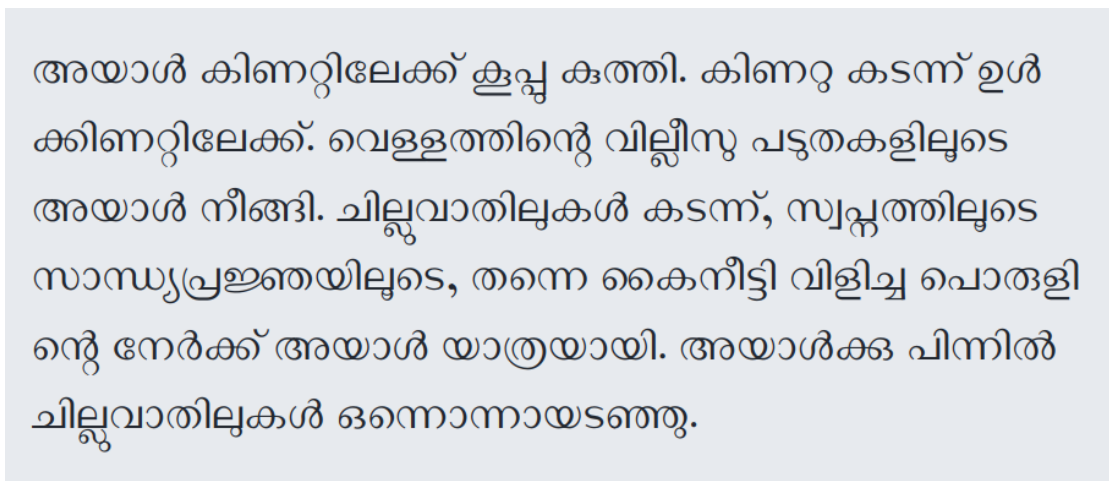 അയാൾ കിണറ്റിലേക്ക് കൂപ്പു കുത്തി. കിണറ്റു കടന്ന് ഉൾ
ക്കിണറ്റിലേക്ക്. വെള്ളത്തിന്റെ വില്ലീസു പടുതകളിലൂടെ
അയാൾ നീങ്ങി. ചില്ലുവാതിലുകൾ കടന്ന്, സ്വപ്നത്തിലൂടെ
സാന്ധ്യപ്രജ്ഞയിലൂടെ, തന്നെ കൈനീട്ടി വിളിച്ച പൊരുളി
ന്റെ നേർക്ക് അയാൾ യാത്രയായി. അയാൾക്കു പിന്നിൽ
ചില്ലുവാതിലുകൾ ഒന്നൊന്നായടഞ്ഞു.